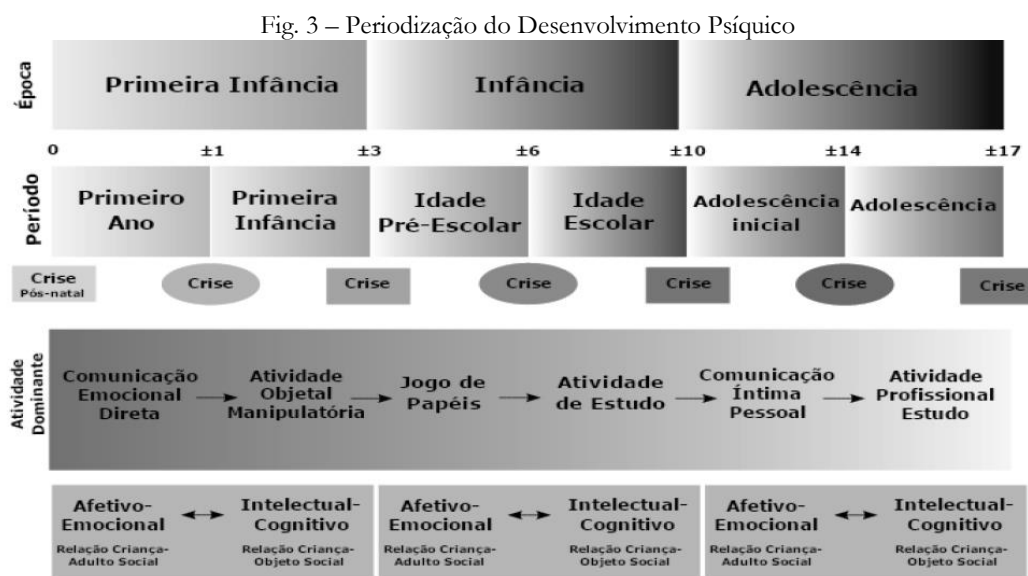 Fig. 3 – Periodização do Desenvolvimento Psíquico
Época
Primeira Infância
Infância
Adolescência
0
±1
±3
±6
±10
±14
±17
Período
Primeiro
Ano
Primeira
Infância
Idade
Pré-Escolar
Idade
Escolar
Adolescência
inicial
Adolescência
Crise
Pós-natal
Crise
Crise
Crise
Crise
Crise
Crise
Atividade
Dominante
Comunicação
Emocional
Direta
Atividade
Objetal
Manipulatória
Jogo de
Papéis
Atividade
de Estudo
Comunicação
Íntima
Pessoal
Atividade
Profissional
Estudo
Afetivo-
Emocional
Relação Criança-
Adulto Social
Intelectual-
Cognitivo
Relação Criança-
Objeto Social
Afetivo-
Emocional
Relação Criança-
Adulto Social
Intelectual-
Cognitivo
Relação Criança-
Objeto Social
Afetivo-
Emocional
Relação Criança-
Adulto Social
Intelectual-
Cognitivo
Relação Criança-
Objeto Social